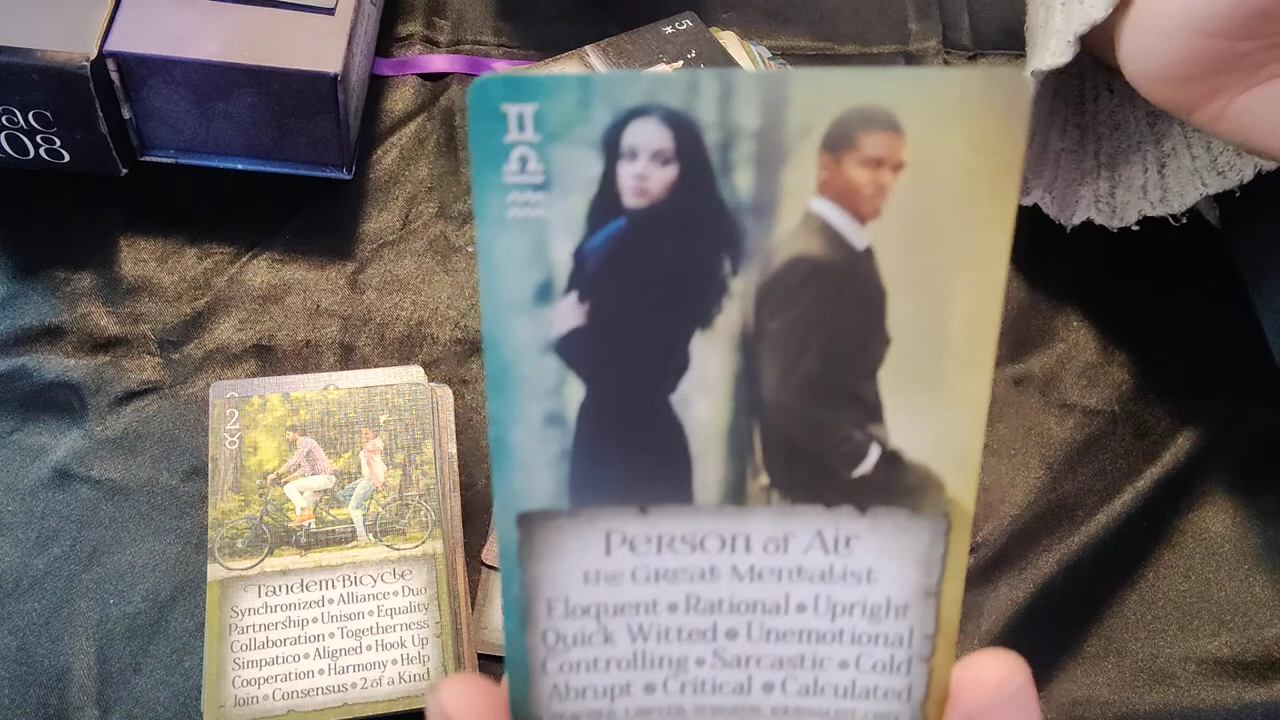 ac
08
5
2
Tandem Bicycle
Synchronized • Alliance • Duo
Partnership • Unison • Equality
Collaboration • Togetherness
Simpatico • Aligned • Hook Up
Cooperation • Harmony • Help
Join • Consensus • 2 of a Kind
Person of Air
the Great Mentalist
Eloquent • Rational • Upright
Quick Witted • Unemotional
Controlling • Sarcastic • Cold
Abrupt • Critical • Calculated